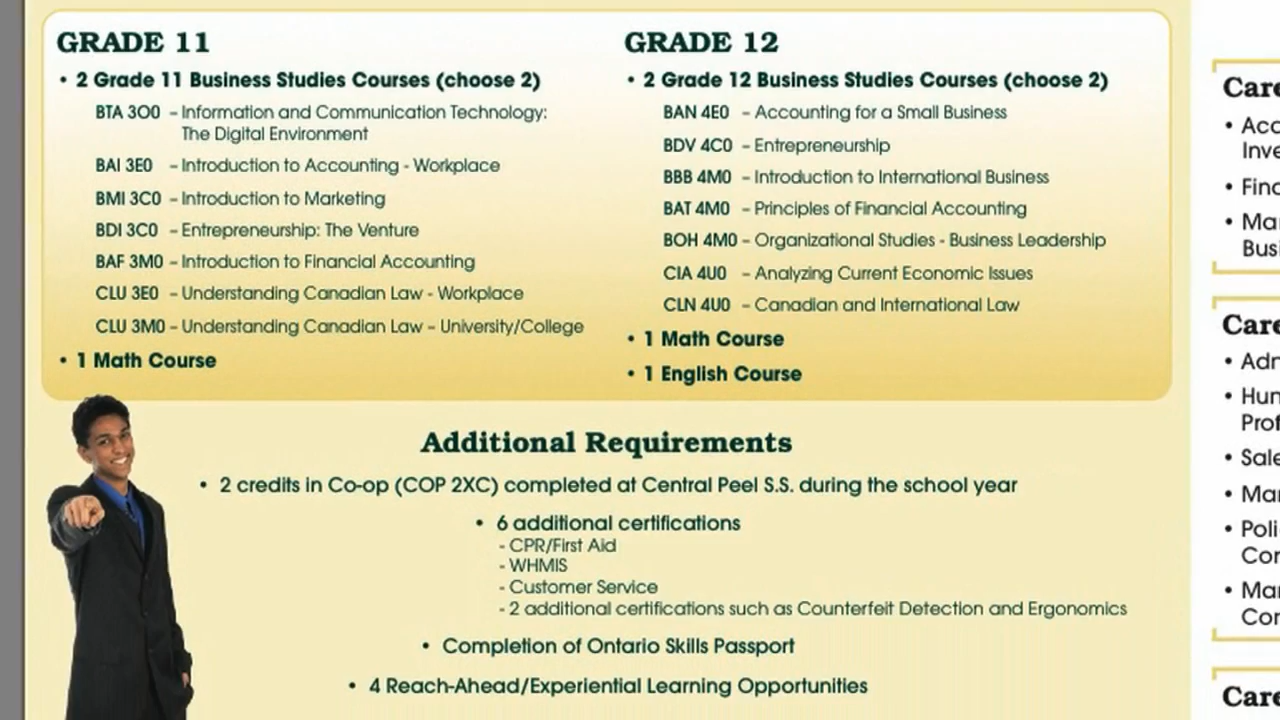 GRADE 11
• 2 Grade 11 Business Studies Courses (choose 2)
BTA 3O0 – Information and Communication Technology:
The Digital Environment
BAI 3E0 – Introduction to Accounting - Workplace
BMI 3C0 – Introduction to Marketing
BDI 3C0 – Entrepreneurship: The Venture
BAF 3M0 – Introduction to Financial Accounting
CLU 3E0 – Understanding Canadian Law - Workplace
CLU 3M0 – Understanding Canadian Law – University/College
• 1 Math Course
GRADE 12
• 2 Grade 12 Business Studies Courses (choose 2)
BAN 4E0 – Accounting for a Small Business
BDV 4C0 – Entrepreneurship
BBB 4M0 – Introduction to International Business
BAT 4M0 – Principles of Financial Accounting
BOH 4M0 – Organizational Studies - Business Leadership
CIA 4U0 – Analyzing Current Economic Issues
CLN 4U0 – Canadian and International Law
• 1 Math Course
• 1 English Course
Additional Requirements
• 2 credits in Co-op (COP 2XC) completed at Central Peel S.S. during the school year
• 6 additional certifications
- CPR/First Aid
- WHMIS
- Customer Service
- 2 additional certifications such as Counterfeit Detection and Ergonomics
• Completion of Ontario Skills Passport
• 4 Reach-Ahead/Experiential Learning Opportunities